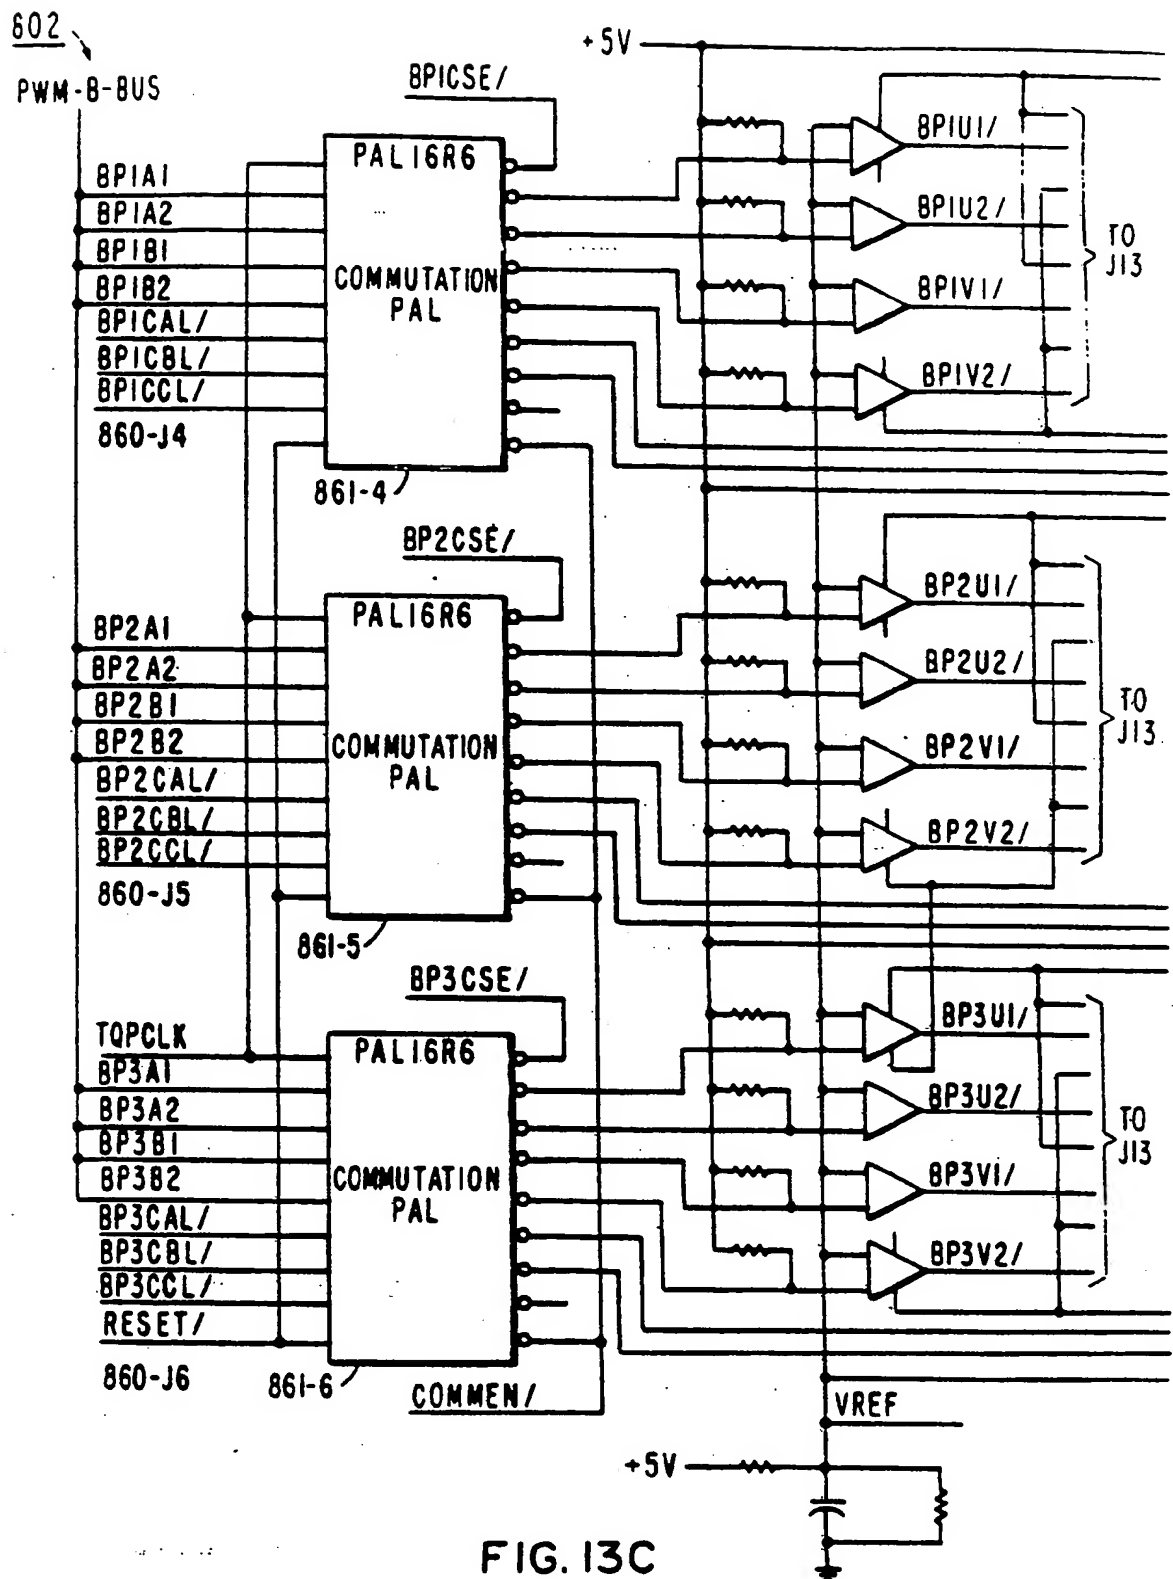 602
PWM-B-BUS
+5V
BP1CSE/
PAL16R6
COMMUTATION
PAL
BP1A1
BP1A2
BP1B1
BP1B2
BP1CAL/
BP1CBL/
BP1CCL/
860-J4
861-4
BP1U1/
BP1U2/
BP1V1/
BP1V2/
TO
J13
BP2CSE/
PAL16R6
COMMUTATION
PAL
BP2A1
BP2A2
BP2B1
BP2B2
BP2CAL/
BP2CBL/
BP2CCL/
860-J5
861-5
BP2U1/
BP2U2/
BP2V1/
BP2V2/
TO
J13
BP3CSE/
PAL16R6
COMMUTATION
PAL
TQPCLK
BP3A1
BP3A2
BP3B1
BP3B2
BP3CAL/
BP3CBL/
BP3CCL/
RESET/
860-J6
861-6
COMMEN/
BP3U1/
BP3U2/
BP3V1/
BP3V2/
TO
J13
VREF
+5V
FIG. 13C